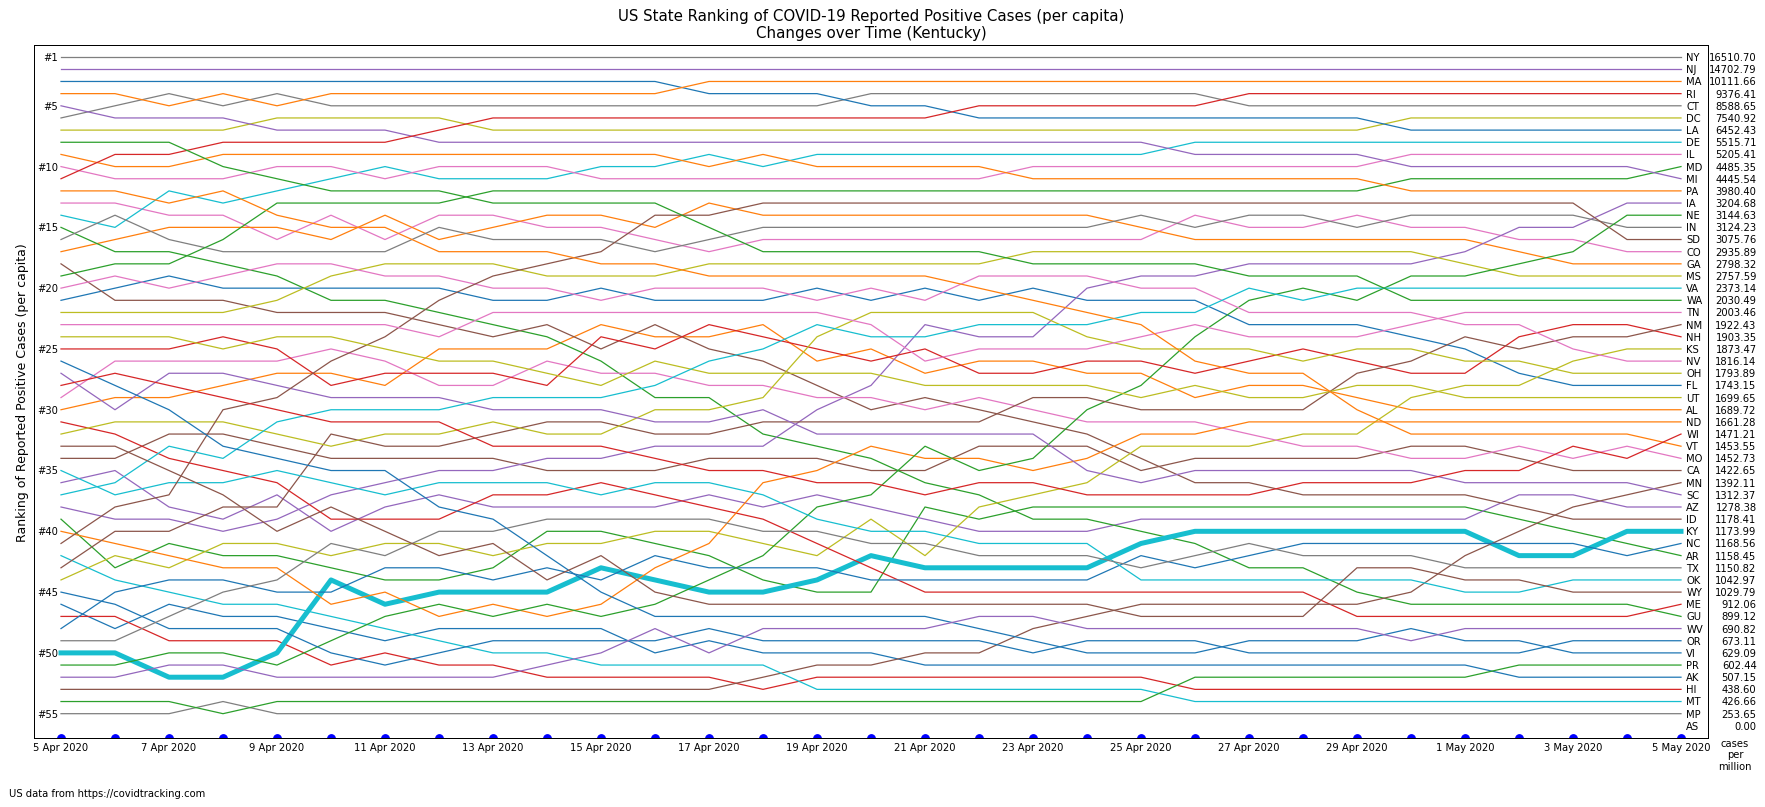 US State Ranking of COVID-19 Reported Positive Cases (per capita)
Changes over Time (Kentucky)
Ranking of Reported Positive Cases (per capita)
#1
#5
#10
#15
#20
#25
#30
#35
#40
#45
#50
#55
NY 16510.70
NJ 14702.79
MA 10111.66
RI 9376.41
CT 8588.65
DC 7540.92
LA 6452.43
DE 5515.71
IL 5205.41
MD 4485.35
MI 4445.54
PA 3980.40
IA 3204.68
NE 3144.63
IN 3124.23
SD 3075.76
CO 2935.89
GA 2798.32
MS 2757.59
VA 2373.14
WA 2030.49
TN 2003.46
NM 1922.43
NH 1903.35
KS 1873.47
NV 1816.14
OH 1793.89
FL 1743.15
UT 1699.65
AL 1689.72
ND 1661.28
WI 1471.21
VT 1453.55
MO 1452.73
CA 1422.65
MN 1392.11
SC 1312.37
AZ 1278.38
ID 1178.41
KY 1173.99
NC 1168.56
AR 1158.45
TX 1150.82
OK 1042.97
WY 1029.79
ME 912.06
GU 899.12
WV 690.82
OR 673.11
VI 629.09
PR 602.44
AK 507.15
HI 438.60
MT 426.66
MP 253.65
AS 0.00
5 Apr 2020 7 Apr 2020 9 Apr 2020 11 Apr 2020 13 Apr 2020 15 Apr 2020 17 Apr 2020 19 Apr 2020 21 Apr 2020 23 Apr 2020 25 Apr 2020 27 Apr 2020 29 Apr 2020 1 May 2020 3 May 2020 5 May 2020
cases
per
million
US data from https://covidtracking.com